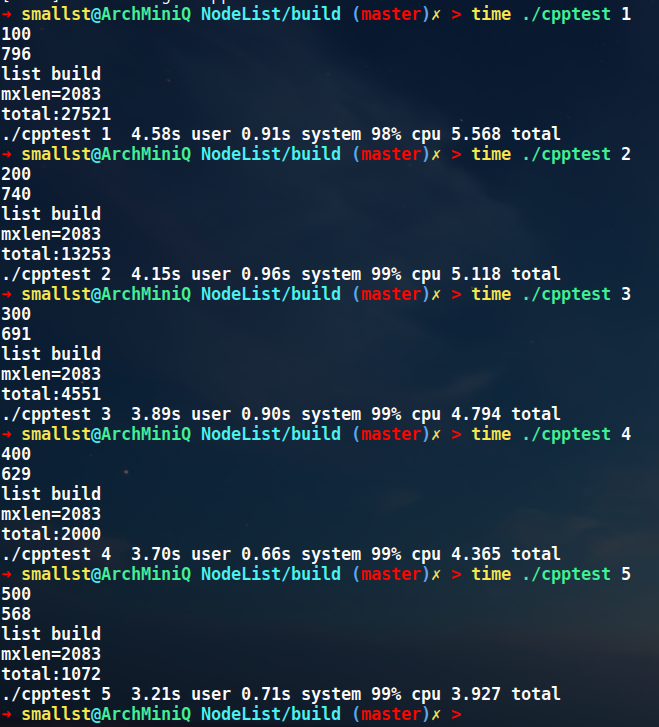 → smallst@ArchMiniQ NodeList/build (master)✗ > time ./cpptest 1
100
796
list build
mxlen=2083
total:27521
./cpptest 1  4.58s user 0.91s system 98% cpu 5.568 total
→ smallst@ArchMiniQ NodeList/build (master)✗ > time ./cpptest 2
200
740
list build
mxlen=2083
total:13253
./cpptest 2  4.15s user 0.96s system 99% cpu 5.118 total
→ smallst@ArchMiniQ NodeList/build (master)✗ > time ./cpptest 3
300
691
list build
mxlen=2083
total:4551
./cpptest 3  3.89s user 0.90s system 99% cpu 4.794 total
→ smallst@ArchMiniQ NodeList/build (master)✗ > time ./cpptest 4
400
629
list build
mxlen=2083
total:2000
./cpptest 4  3.70s user 0.66s system 99% cpu 4.365 total
→ smallst@ArchMiniQ NodeList/build (master)✗ > time ./cpptest 5
500
568
list build
mxlen=2083
total:1072
./cpptest 5  3.21s user 0.71s system 99% cpu 3.927 total
→ smallst@ArchMiniQ NodeList/build (master)✗ >